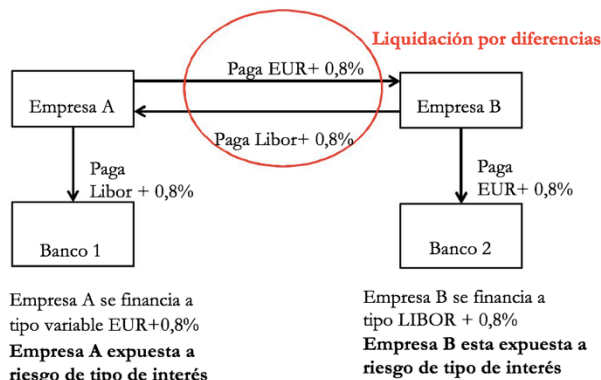 Liquidación por diferencias
Paga EUR+ 0,8%
Empresa A
Empresa B
Paga Libor+ 0,8%
Paga
Libor + 0,8%
Paga
EUR+ 0,8%
Banco 1
Banco 2
Empresa A se financia a
tipo variable EUR+0,8%
Empresa A expuesta a
riesgo de tipo de interés
Empresa B se financia a
tipo LIBOR + 0,8%
Empresa B esta expuesta a
riesgo de tipo de interés